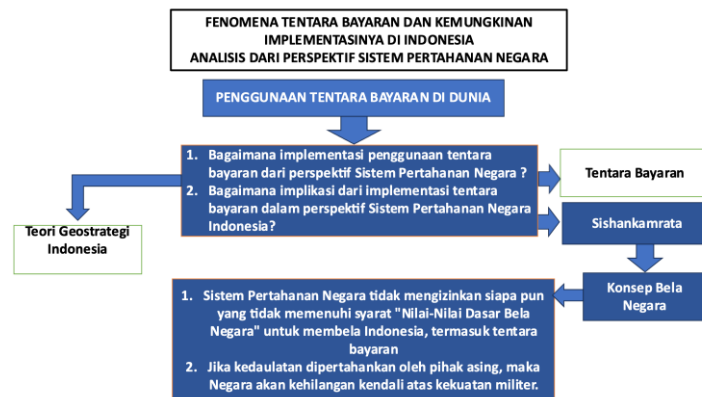 FENOMENA TENTARA BAYARAN DAN KEMUNGKINAN
IMPLEMENTASINYA DI INDONESIA
ANALISIS DARI PERSPEKTIF SISTEM PERTAHANAN NEGARA
PENGGUNAAN TENTARA BAYARAN DI DUNIA
1. Bagaimana implementasi penggunaan tentara
bayaran dari perspektif Sistem Pertahanan Negara ?
2. Bagaimana implikasi dari implementasi tentara
bayaran dalam perspektif Sistem Pertahanan Negara
Indonesia?
Tentara Bayaran
Teori Geostrategi
Indonesia
Sishankamrata
Konsep Bela
Negara
1. Sistem Pertahanan Negara tidak mengizinkan siapa pun
yang tidak memenuhi syarat "Nilai-Nilai Dasar Bela
Negara" untuk membela Indonesia, termasuk tentara
bayaran
2. Jika kedaulatan dipertahankan oleh pihak asing, maka
Negara akan kehilangan kendali atas kekuatan militer.